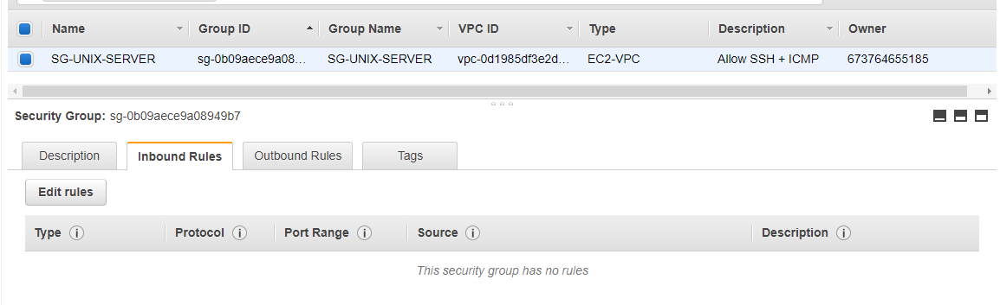 Name Group ID Group Name VPC ID Type Description Owner
SG-UNIX-SERVER sg-0b09aece9a08... SG-UNIX-SERVER vpc-0d1985df3e2d... EC2-VPC Allow SSH + ICMP 673764655185
Security Group: sg-0b09aece9a08949b7
Description Inbound Rules Outbound Rules Tags
Edit rules
Type i Protocol i Port Range i Source i Description i
This security group has no rules